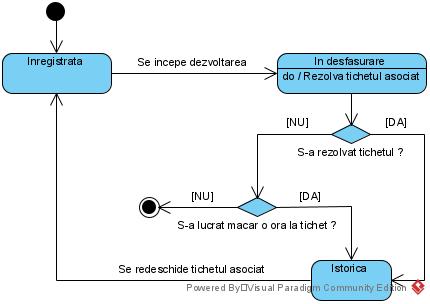 Inregistrata
Se incepe dezvoltarea
In desfasurare
do / Rezolva tichetul asociat
[NU]
[DA]
S-a rezolvat tichetul ?
[NU]
[DA]
S-a lucrat macar o ora la tichet ?
Se redeschide tichetul asociat
Istorica
Powered By Visual Paradigm Community Edition